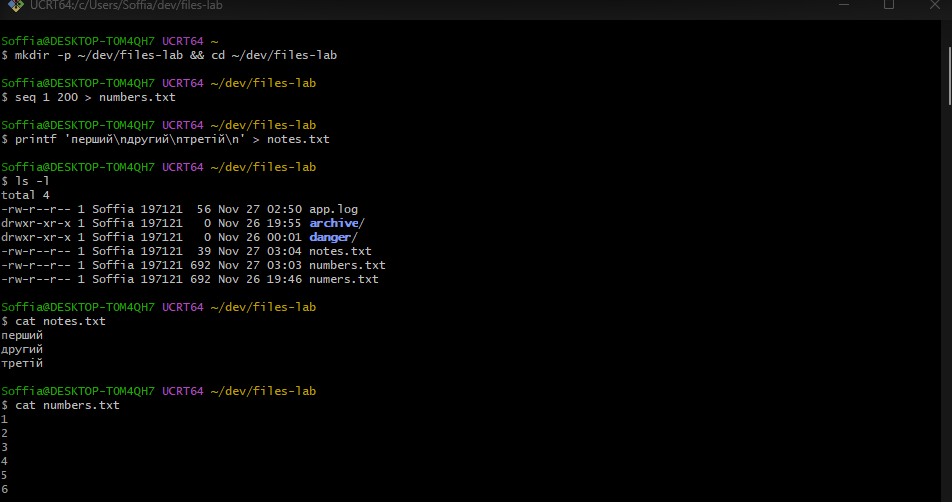 UCRT64:/c/Users/Soffia/dev/files-lab
Soffia@DESKTOP-TOM4QH7 UCRT64 ~
$ mkdir -p ~/dev/files-lab && cd ~/dev/files-lab
Soffia@DESKTOP-TOM4QH7 UCRT64 ~/dev/files-lab
$ seq 1 200 > numbers.txt
Soffia@DESKTOP-TOM4QH7 UCRT64 ~/dev/files-lab
$ printf 'перший\nдругий\nтретій\n' > notes.txt
Soffia@DESKTOP-TOM4QH7 UCRT64 ~/dev/files-lab
$ ls -l
total 4
-rw-r--r-- 1 Soffia 197121  56 Nov 27 02:50 app.log
drwxr-xr-x 1 Soffia 197121   0 Nov 26 19:55 archive/
drwxr-xr-x 1 Soffia 197121   0 Nov 26 00:01 danger/
-rw-r--r-- 1 Soffia 197121  39 Nov 27 03:04 notes.txt
-rw-r--r-- 1 Soffia 197121 692 Nov 27 03:03 numbers.txt
-rw-r--r-- 1 Soffia 197121 692 Nov 26 19:46 numers.txt
Soffia@DESKTOP-TOM4QH7 UCRT64 ~/dev/files-lab
$ cat notes.txt
перший
другий
третій
Soffia@DESKTOP-TOM4QH7 UCRT64 ~/dev/files-lab
$ cat numbers.txt
1
2
3
4
5
6